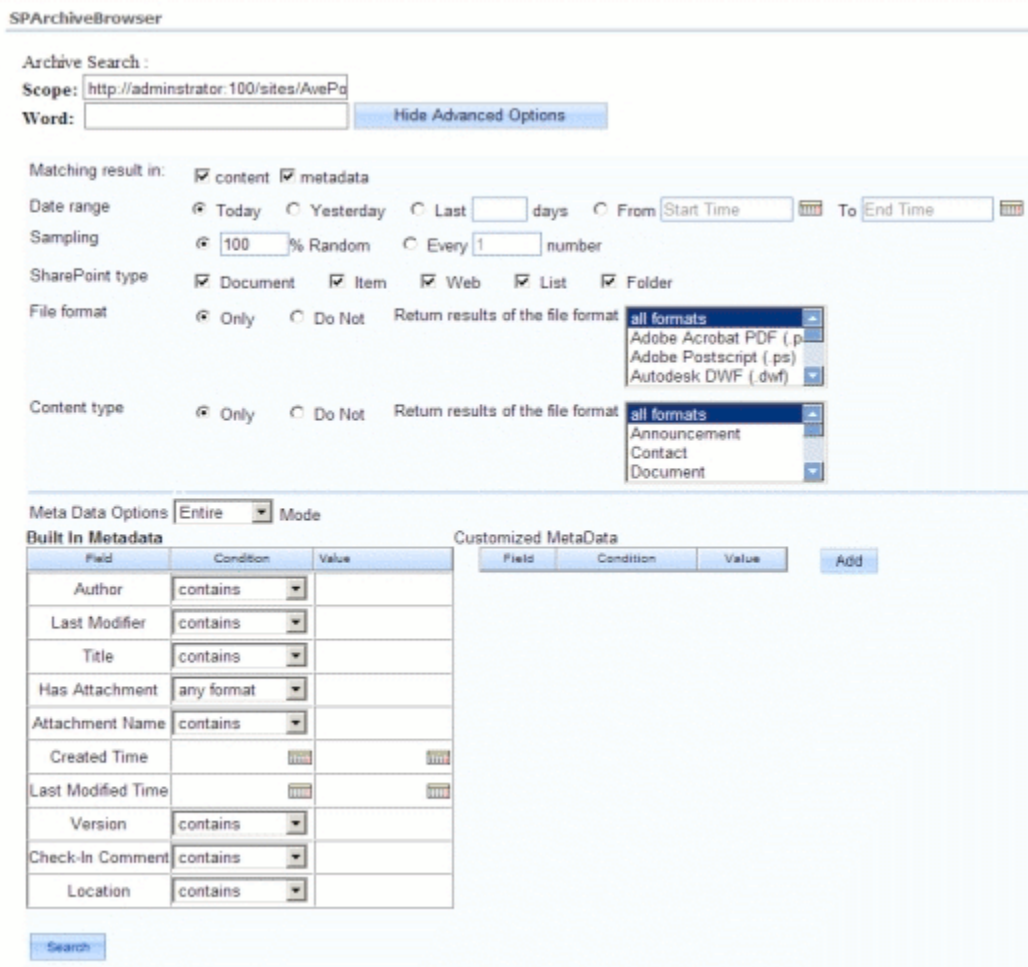 SPArchiveBrowser
Archive Search :
Scope: http://adminstrator:100/sites/AvePo
Word:
Hide Advanced Options
Matching result in: content metadata
Date range Today Yesterday Last days From Start Time To End Time
Sampling 100 % Random Every 1 number
SharePoint type Document Item Web List Folder
File format Only Do Not Return results of the file format all formats
Adobe Acrobat PDF (.p
Adobe Postscript (.ps)
Autodesk DWF (.dwf)
Content type Only Do Not Return results of the file format all formats
Announcement
Contact
Document
Meta Data Options Entire Mode
Built In Metadata Customized MetaData
Field Condition Value Field Condition Value Add
Author contains
Last Modifier contains
Title contains
Has Attachment any format
Attachment Name contains
Created Time
Last Modified Time
Version contains
Check-In Comment contains
Location contains
Search